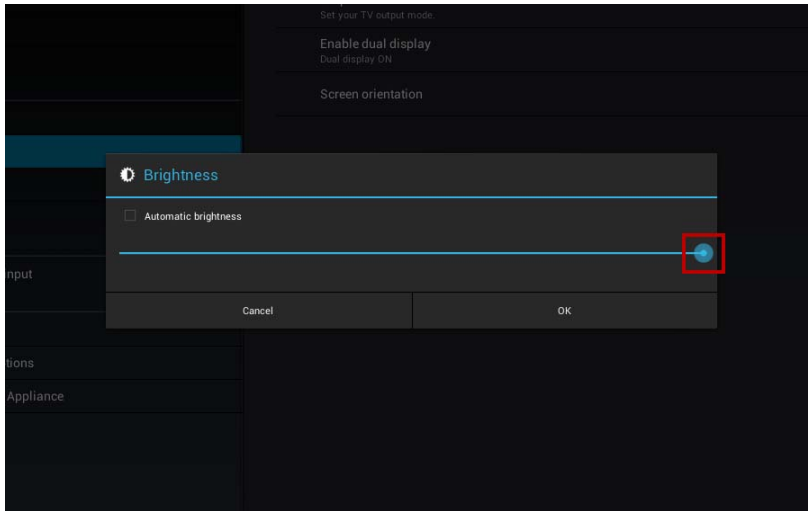 Set your TV output mode.
Enable dual display
Dual display ON
Screen orientation
Brightness
Automatic brightness
Cancel
OK
nput
tions
Appliance